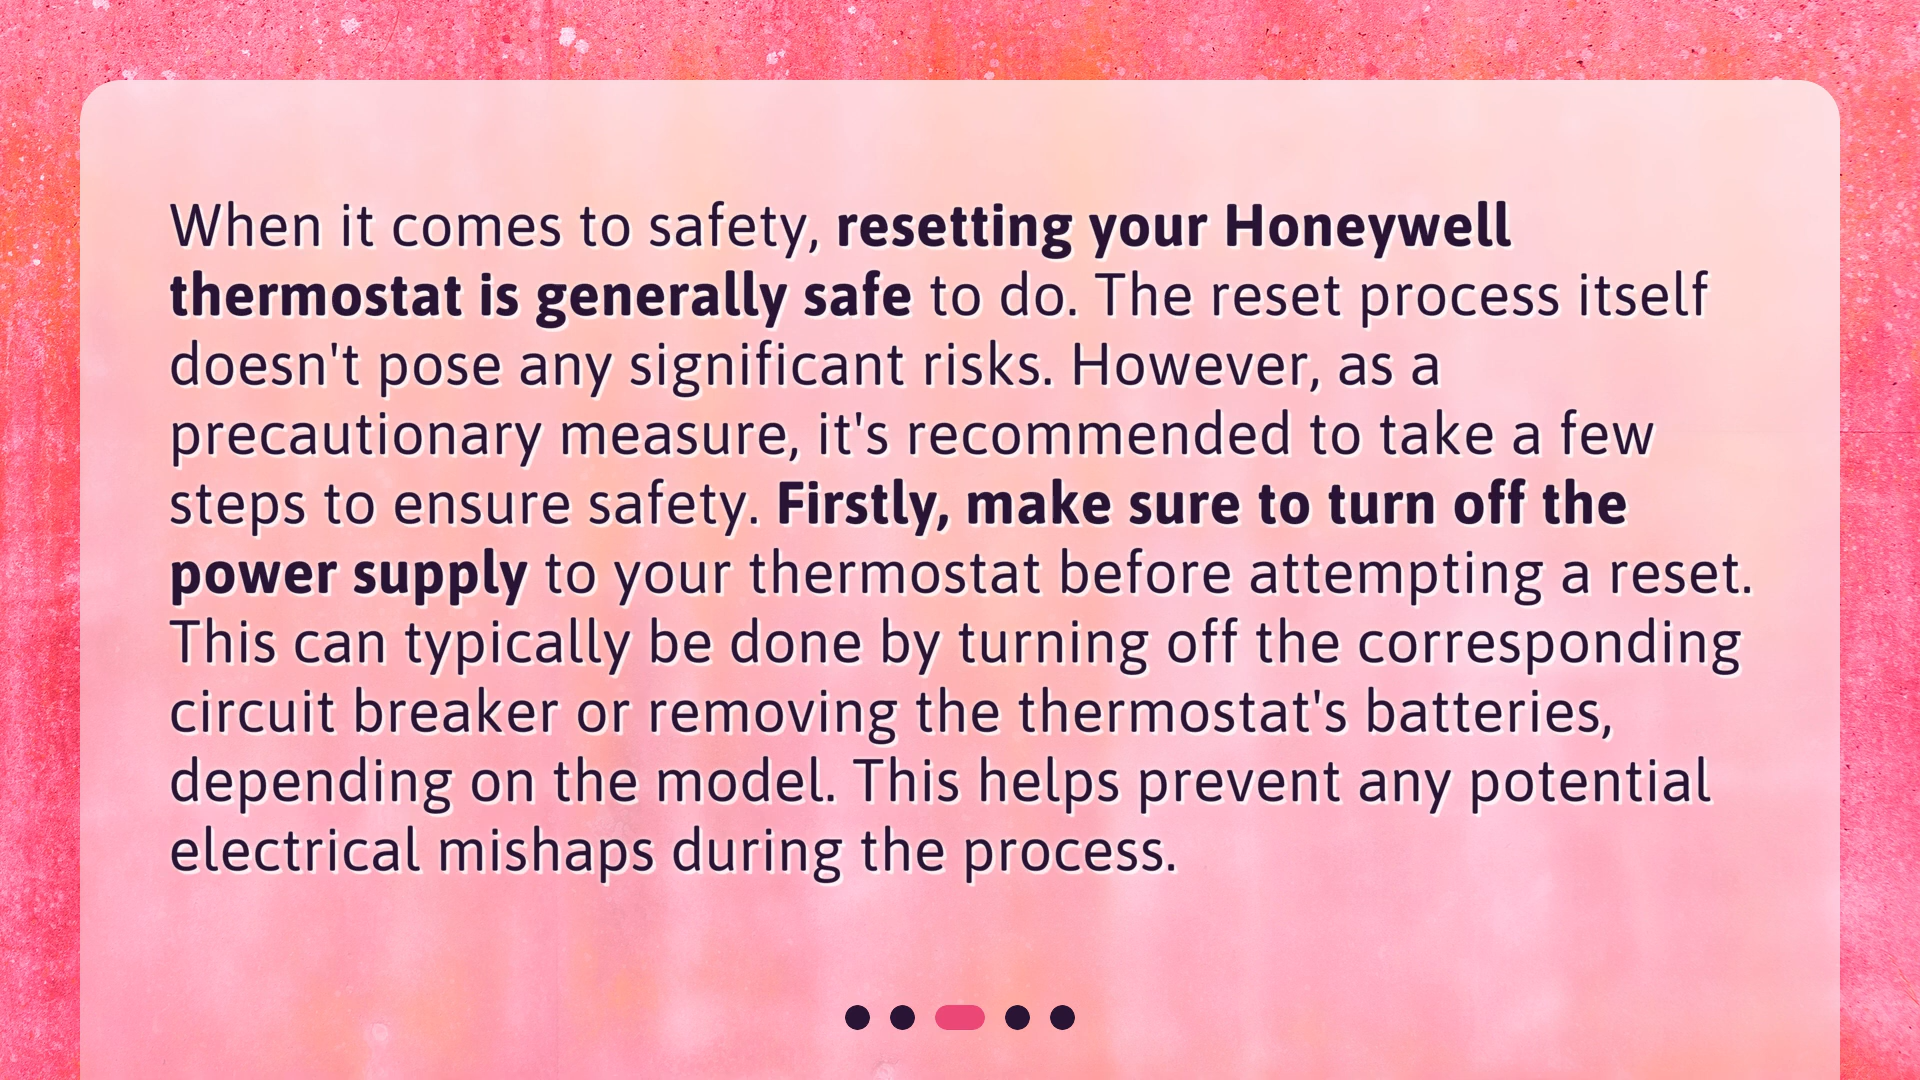 When it comes to safety, resetting your Honeywell
thermostat is generally safe to do. The reset process itself
doesn't pose any significant risks. However, as a
precautionary measure, it's recommended to take a few
steps to ensure safety. Firstly, make sure to turn off the
power supply to your thermostat before attempting a reset.
This can typically be done by turning off the corresponding
circuit breaker or removing the thermostat's batteries,
depending on the model. This helps prevent any potential
electrical mishaps during the process.